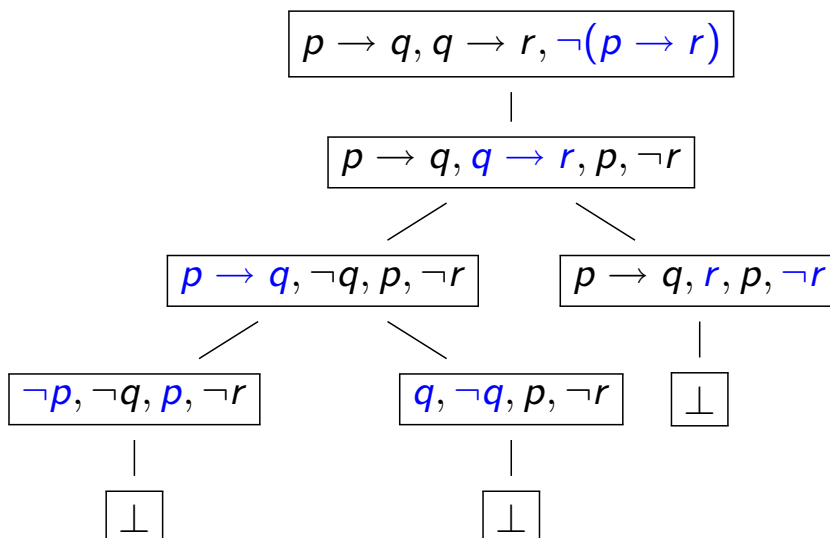 p → q, q → r, ¬(p → r)
p → q, q → r, p, ¬r
p → q, ¬q, p, ¬r
p → q, r, p, ¬r
¬p, ¬q, p, ¬r
q, ¬q, p, ¬r
⊥
⊥
⊥